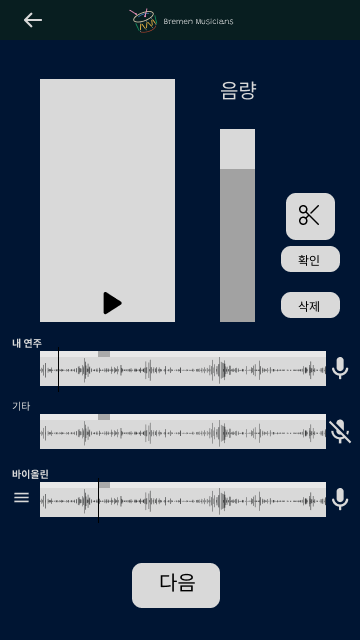 Bremen Musicians
음량
확인
삭제
내 연주
기타
바이올린
다음